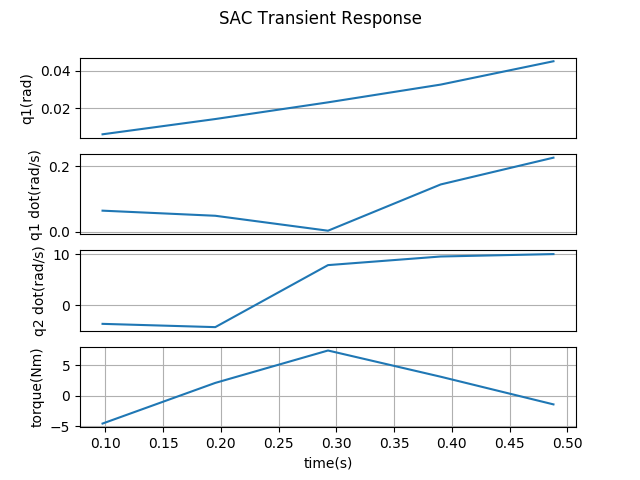 SAC Transient Response
q1(rad)
0.04
0.02
q1 dot(rad/s)
0.2
0.0
q2 dot(rad/s)
10
0
torque(Nm)
5
0
−5
0.10 0.15 0.20 0.25 0.30 0.35 0.40 0.45 0.50
time(s)